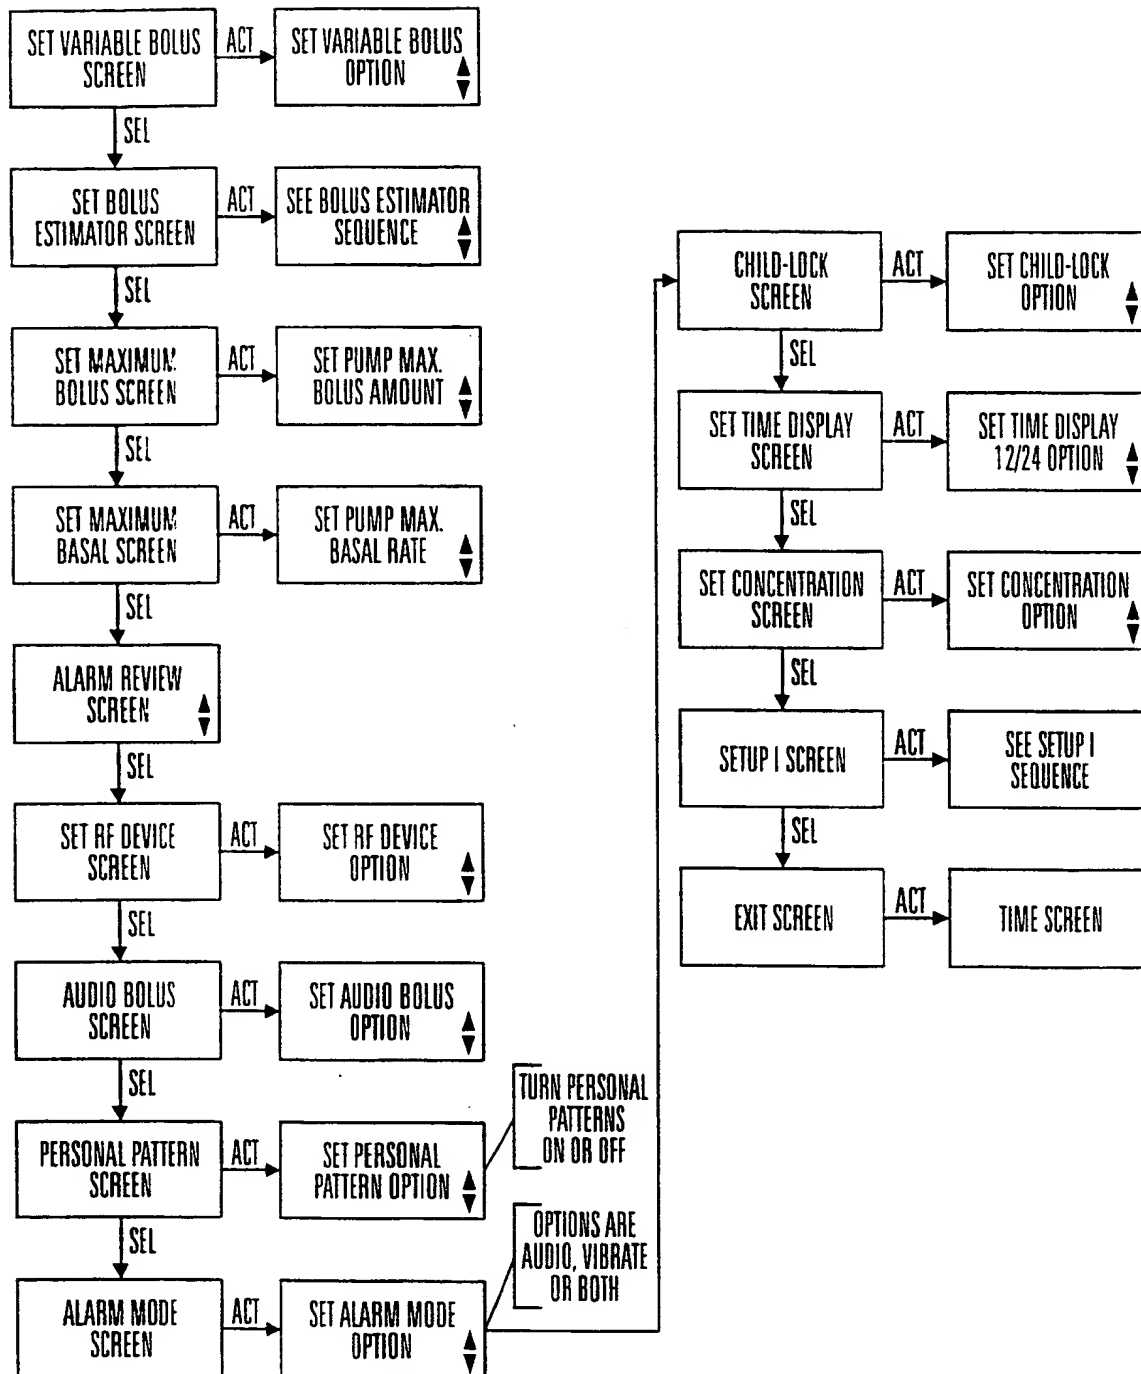 SET VARIABLE BOLUS
SCREEN
ACT
SET VARIABLE BOLUS
OPTION
SEL
SET BOLUS
ESTIMATOR SCREEN
ACT
SEE BOLUS ESTIMATOR
SEQUENCE
SEL
SET MAXIMUM
BOLUS SCREEN
ACT
SET PUMP MAX.
BOLUS AMOUNT
SEL
SET MAXIMUM
BASAL SCREEN
ACT
SET PUMP MAX.
BASAL RATE
SEL
ALARM REVIEW
SCREEN
SEL
SET RF DEVICE
SCREEN
ACT
SET RF DEVICE
OPTION
SEL
AUDIO BOLUS
SCREEN
ACT
SET AUDIO BOLUS
OPTION
SEL
PERSONAL PATTERN
SCREEN
ACT
SET PERSONAL
PATTERN OPTION
TURN PERSONAL
PATTERNS
ON OR OFF
SEL
ALARM MODE
SCREEN
ACT
SET ALARM MODE
OPTION
OPTIONS ARE
AUDIO, VIBRATE
OR BOTH
CHILD-LOCK
SCREEN
ACT
SET CHILD-LOCK
OPTION
SEL
SET TIME DISPLAY
SCREEN
ACT
SET TIME DISPLAY
12/24 OPTION
SEL
SET CONCENTRATION
SCREEN
ACT
SET CONCENTRATION
OPTION
SEL
SETUP I SCREEN
ACT
SEE SETUP I
SEQUENCE
SEL
EXIT SCREEN
ACT
TIME SCREEN